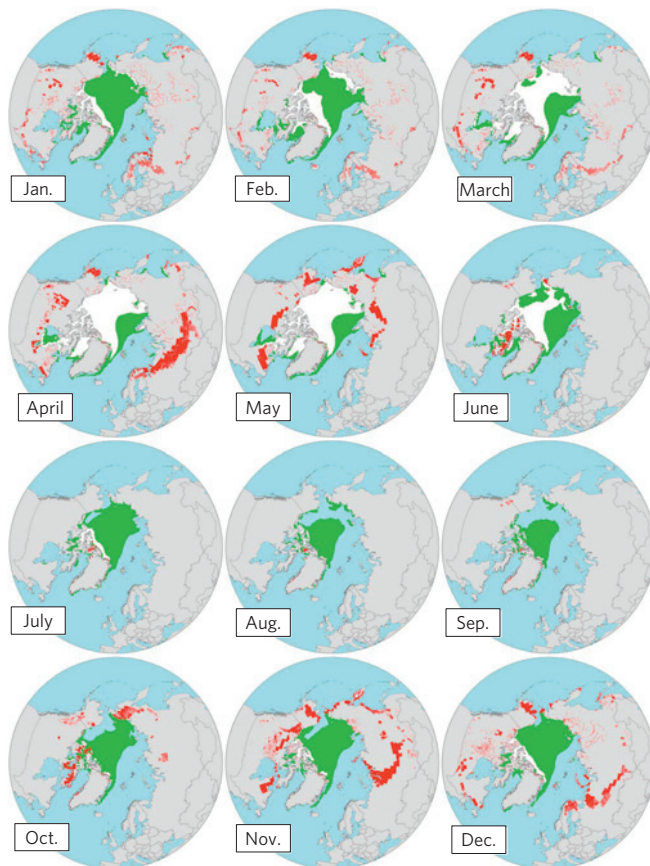 Jan.
Feb.
March
April
May
June
July
Aug.
Sep.
Oct.
Nov.
Dec.